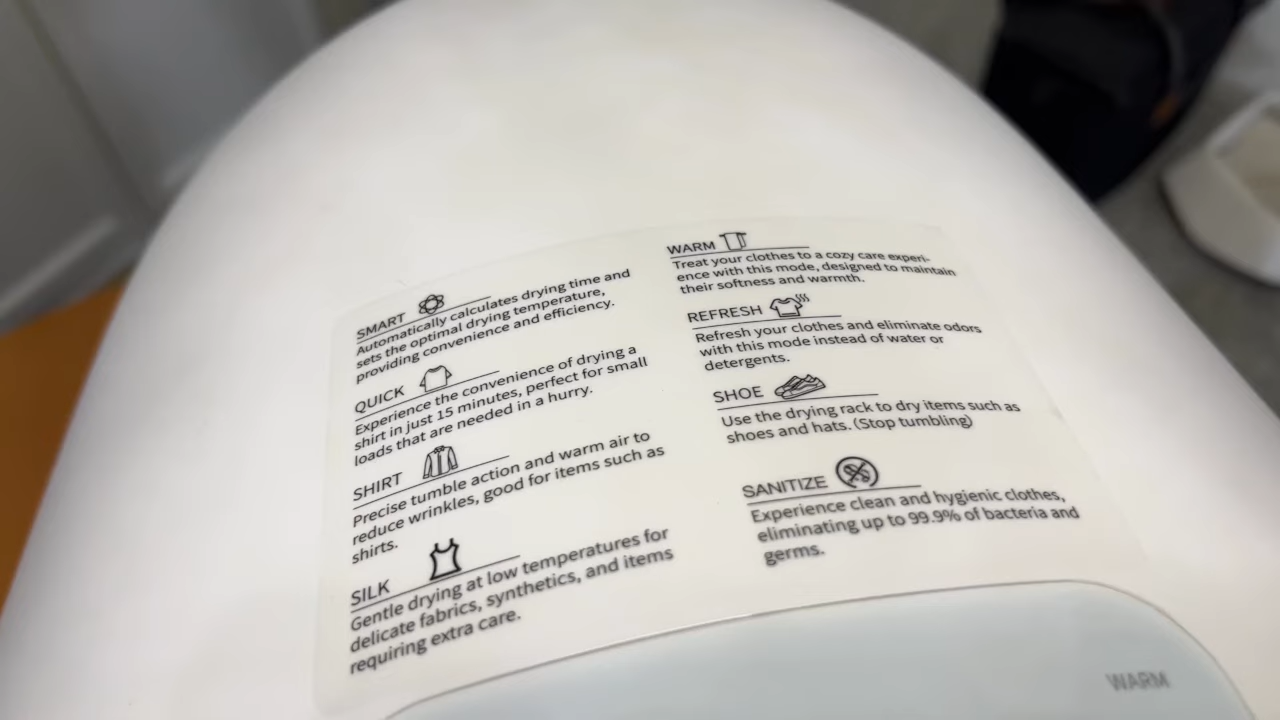 SMART
Automatically calculates drying time and
sets the optimal drying temperature,
providing convenience and efficiency.
QUICK
Experience the convenience of drying a
shirt in just 15 minutes, perfect for small
loads that are needed in a hurry.
SHIRT
Precise tumble action and warm air to
reduce wrinkles, good for items such as
shirts.
SILK
Gentle drying at low temperatures for
delicate fabrics, synthetics, and items
requiring extra care.
WARM
Treat your clothes to a cozy care experi-
ence with this mode, designed to maintain
their softness and warmth.
REFRESH
Refresh your clothes and eliminate odors
with this mode instead of water or
detergents.
SHOE
Use the drying rack to dry items such as
shoes and hats. (Stop tumbling)
SANITIZE
Experience clean and hygienic clothes,
eliminating up to 99.9% of bacteria and
germs.
WARM